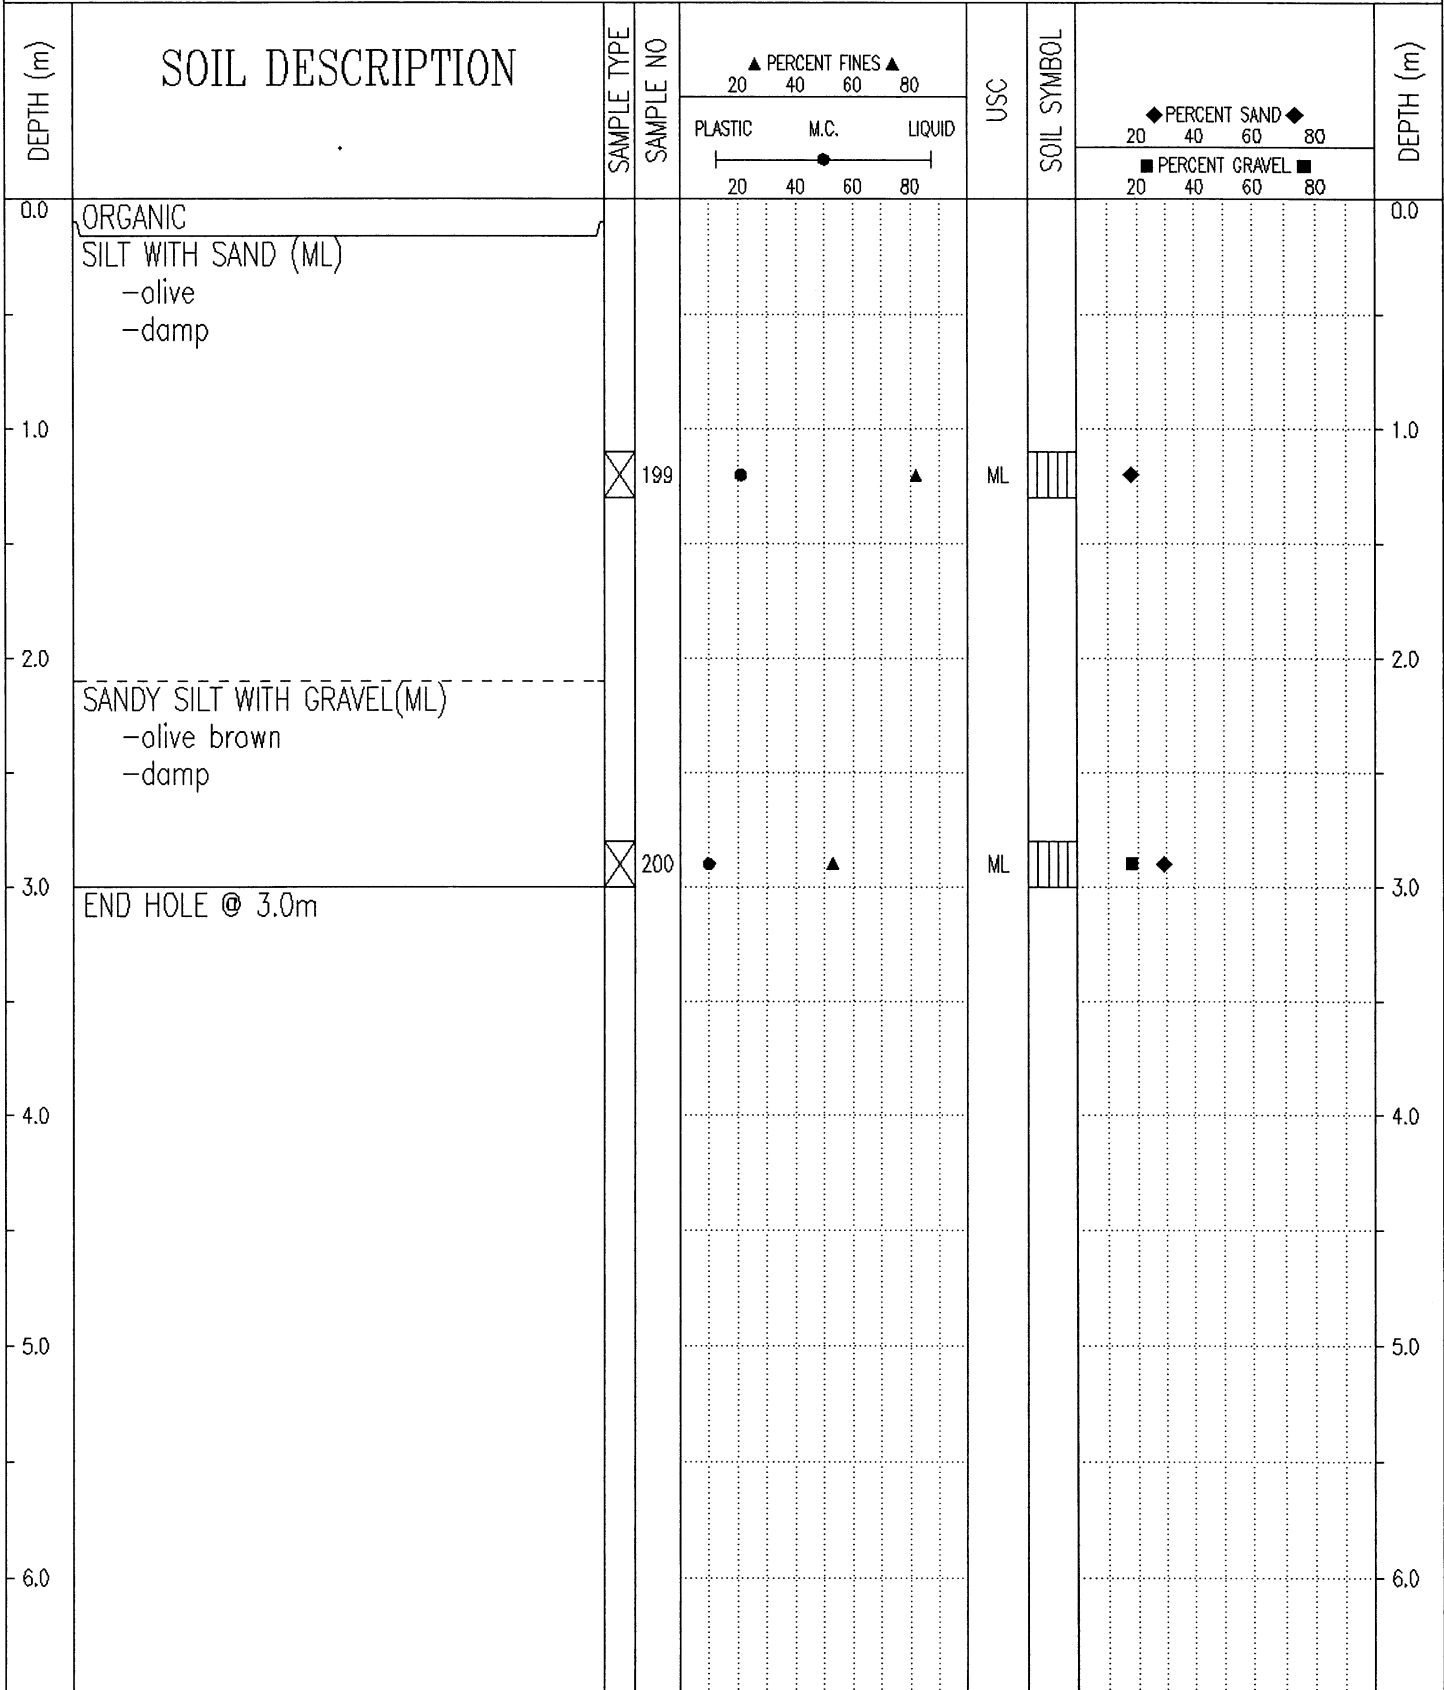 DEPTH (m)
SOIL DESCRIPTION
SAMPLE TYPE
SAMPLE NO
▲ PERCENT FINES ▲
20 40 60 80
PLASTIC M.C. LIQUID
20 40 60 80
USC
SOIL SYMBOL
◆ PERCENT SAND ◆
20 40 60 80
■ PERCENT GRAVEL ■
20 40 60 80
DEPTH (m)
0.0 0.0
ORGANIC
SILT WITH SAND (ML)
-olive
-damp
1.0 1.0
199 ML
2.0 2.0
SANDY SILT WITH GRAVEL(ML)
-olive brown
-damp
200 ML
3.0 3.0
END HOLE @ 3.0m
4.0 4.0
5.0 5.0
6.0 6.0